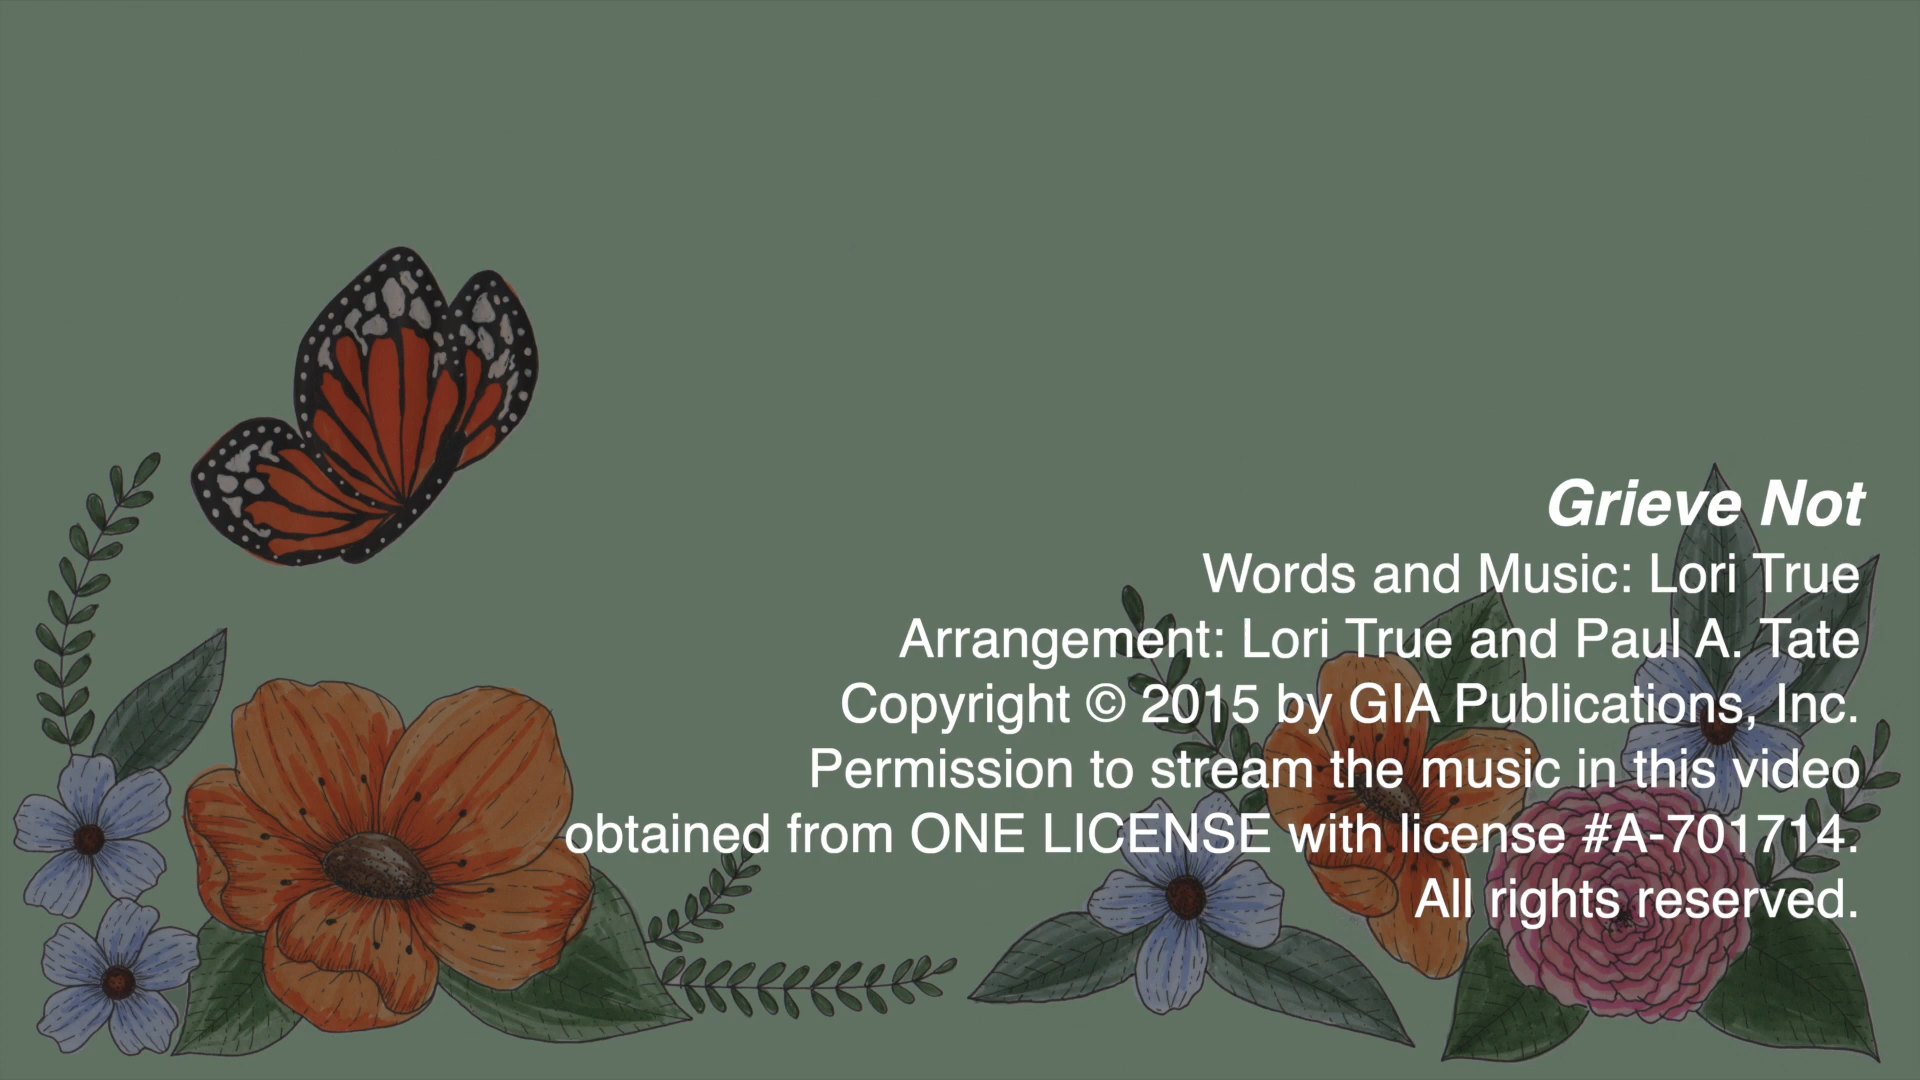 Grieve Not
Words and Music: Lori True
Arrangement: Lori True and Paul A. Tate
Copyright © 2015 by GIA Publications, Inc.
Permission to stream the music in this video
obtained from ONE LICENSE with license #A-701714.
All rights reserved.